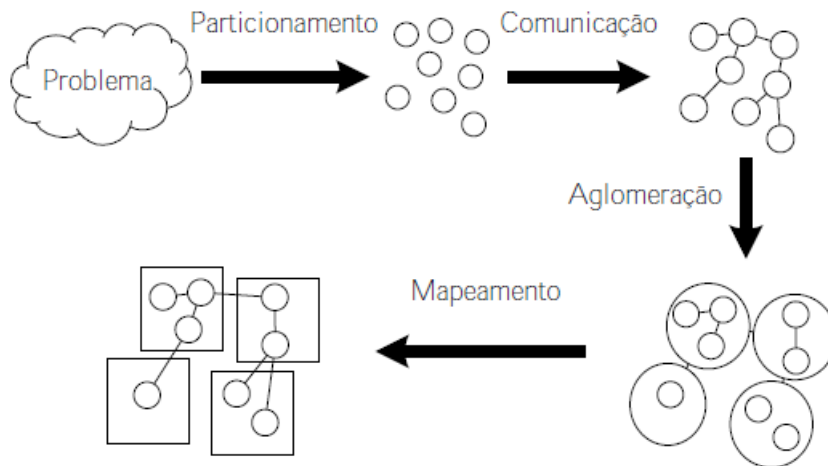 Particionamento
Comunicação
Problema
Aglomeração
Mapeamento